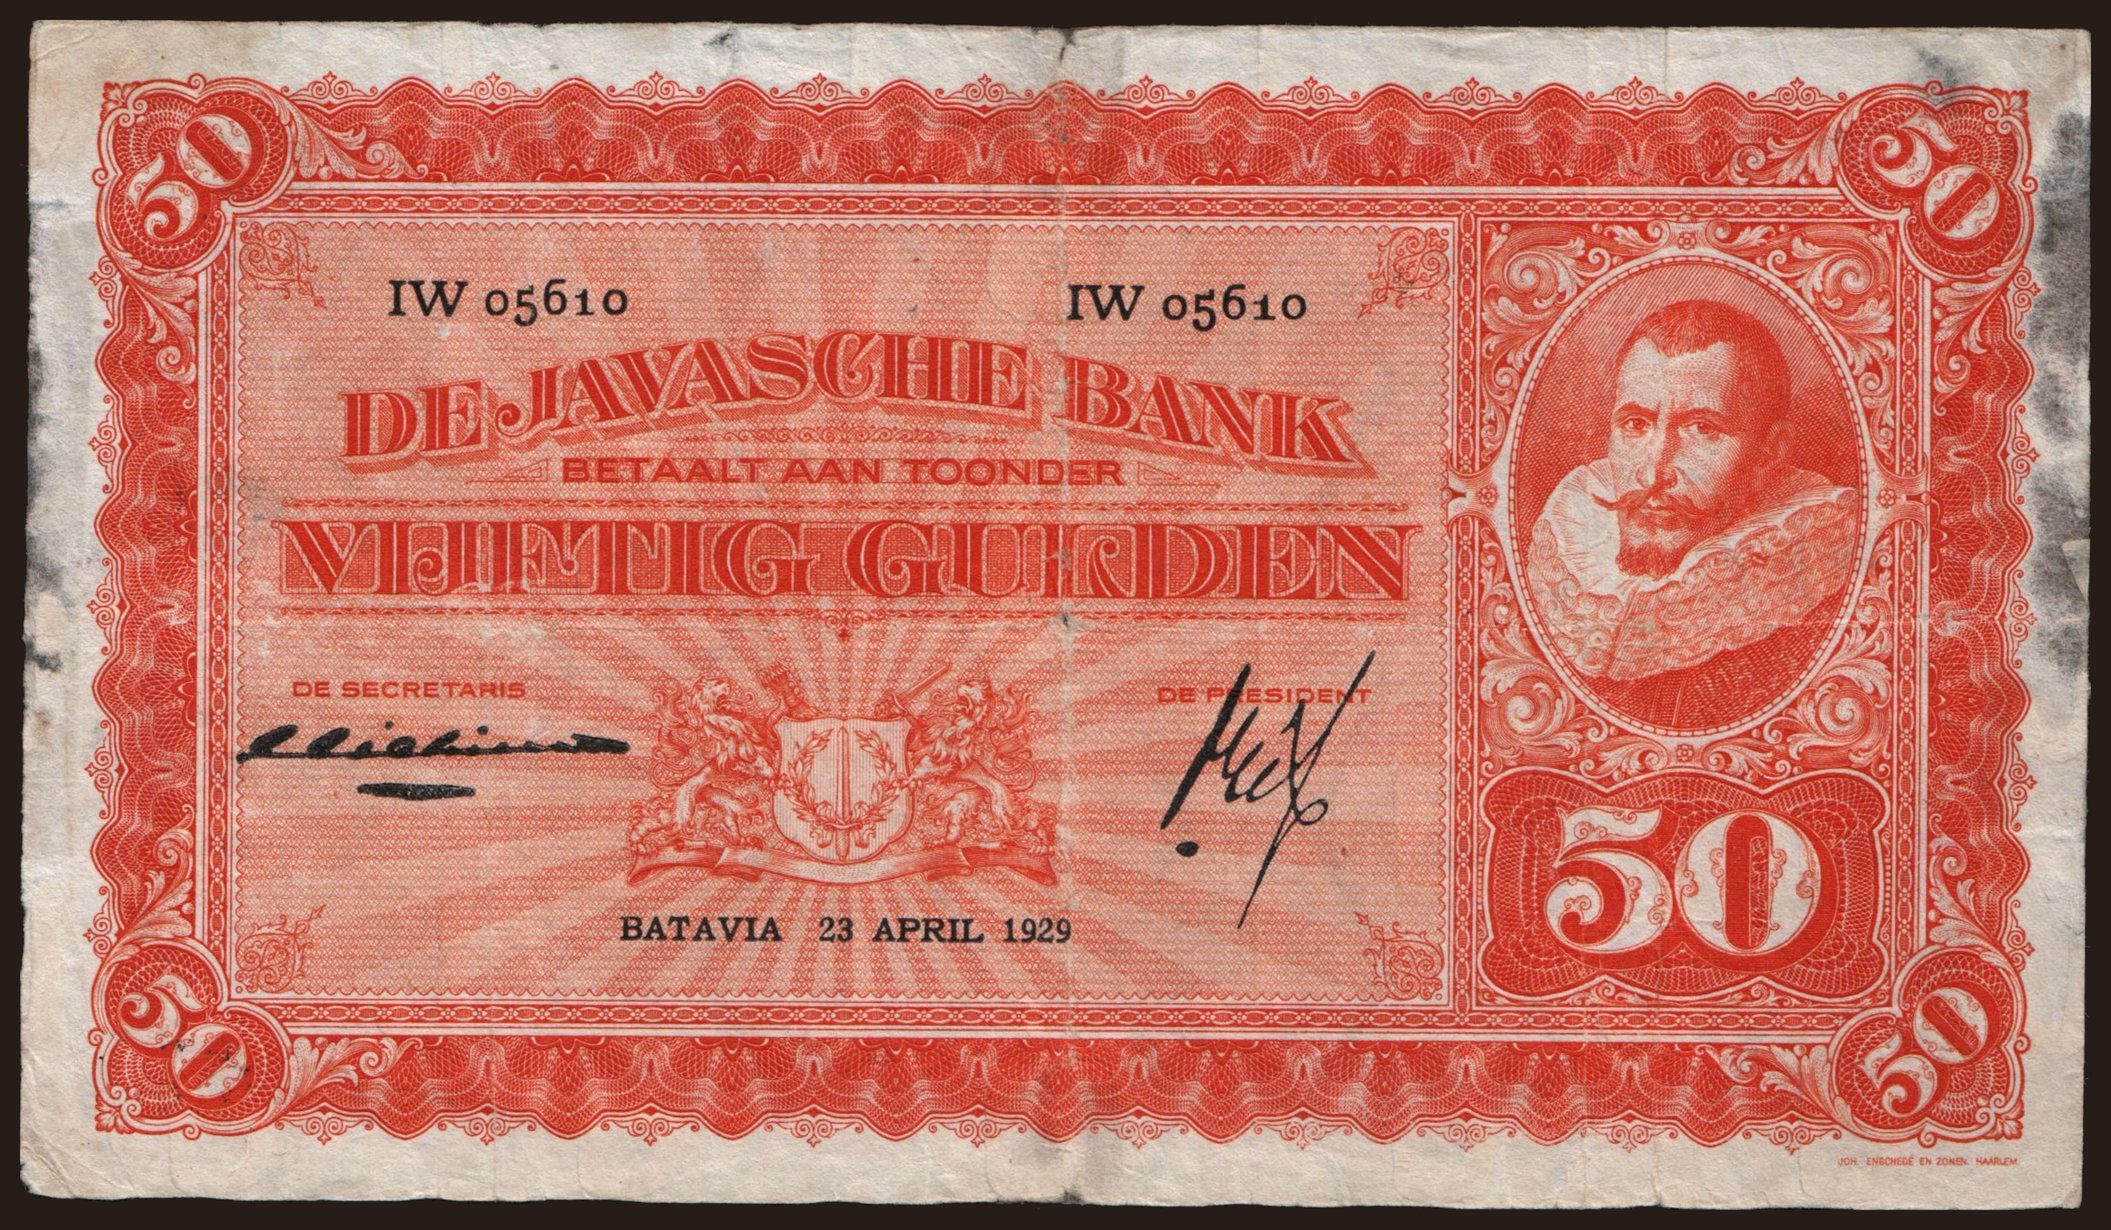 50 50
IW 05610 IW 05610
DE JAVASCHE BANK
BETAALT AAN TOONDER
VIJFTIG GULDEN
DE SECRETARIS DE PRESIDENT
50
BATAVIA 23 APRIL 1929
50 50
JOH. ENSCHEDÉ EN ZONEN. HAARLEM